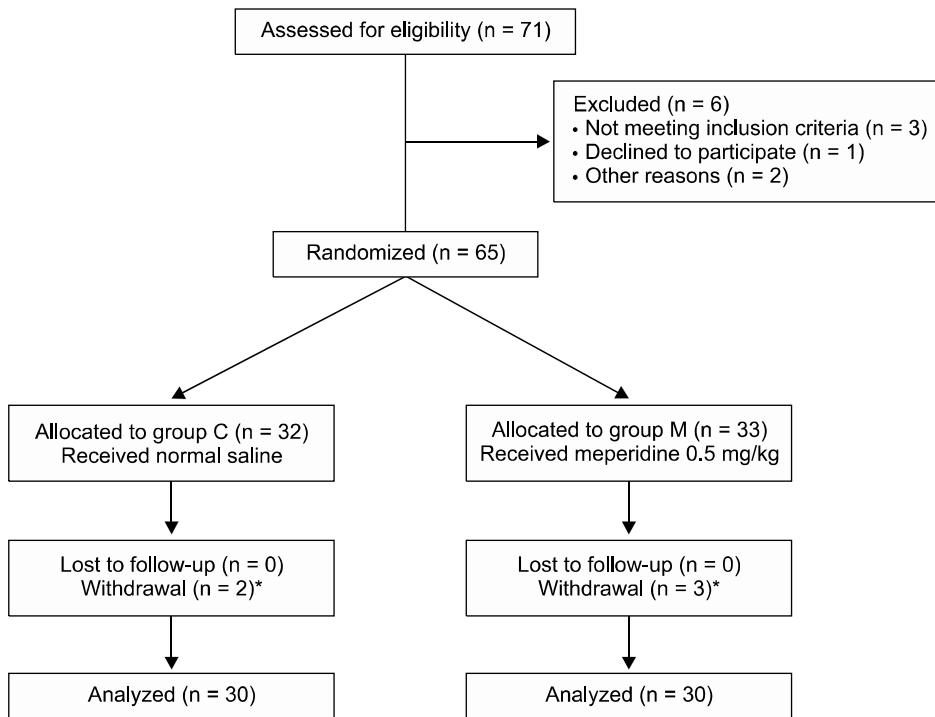 Assessed for eligibility (n = 71)
Excluded (n = 6)
• Not meeting inclusion criteria (n = 3)
• Declined to participate (n = 1)
• Other reasons (n = 2)
Randomized (n = 65)
Allocated to group C (n = 32)
Received normal saline
Allocated to group M (n = 33)
Received meperidine 0.5 mg/kg
Lost to follow-up (n = 0)
Withdrawal (n = 2)*
Lost to follow-up (n = 0)
Withdrawal (n = 3)*
Analyzed (n = 30)
Analyzed (n = 30)